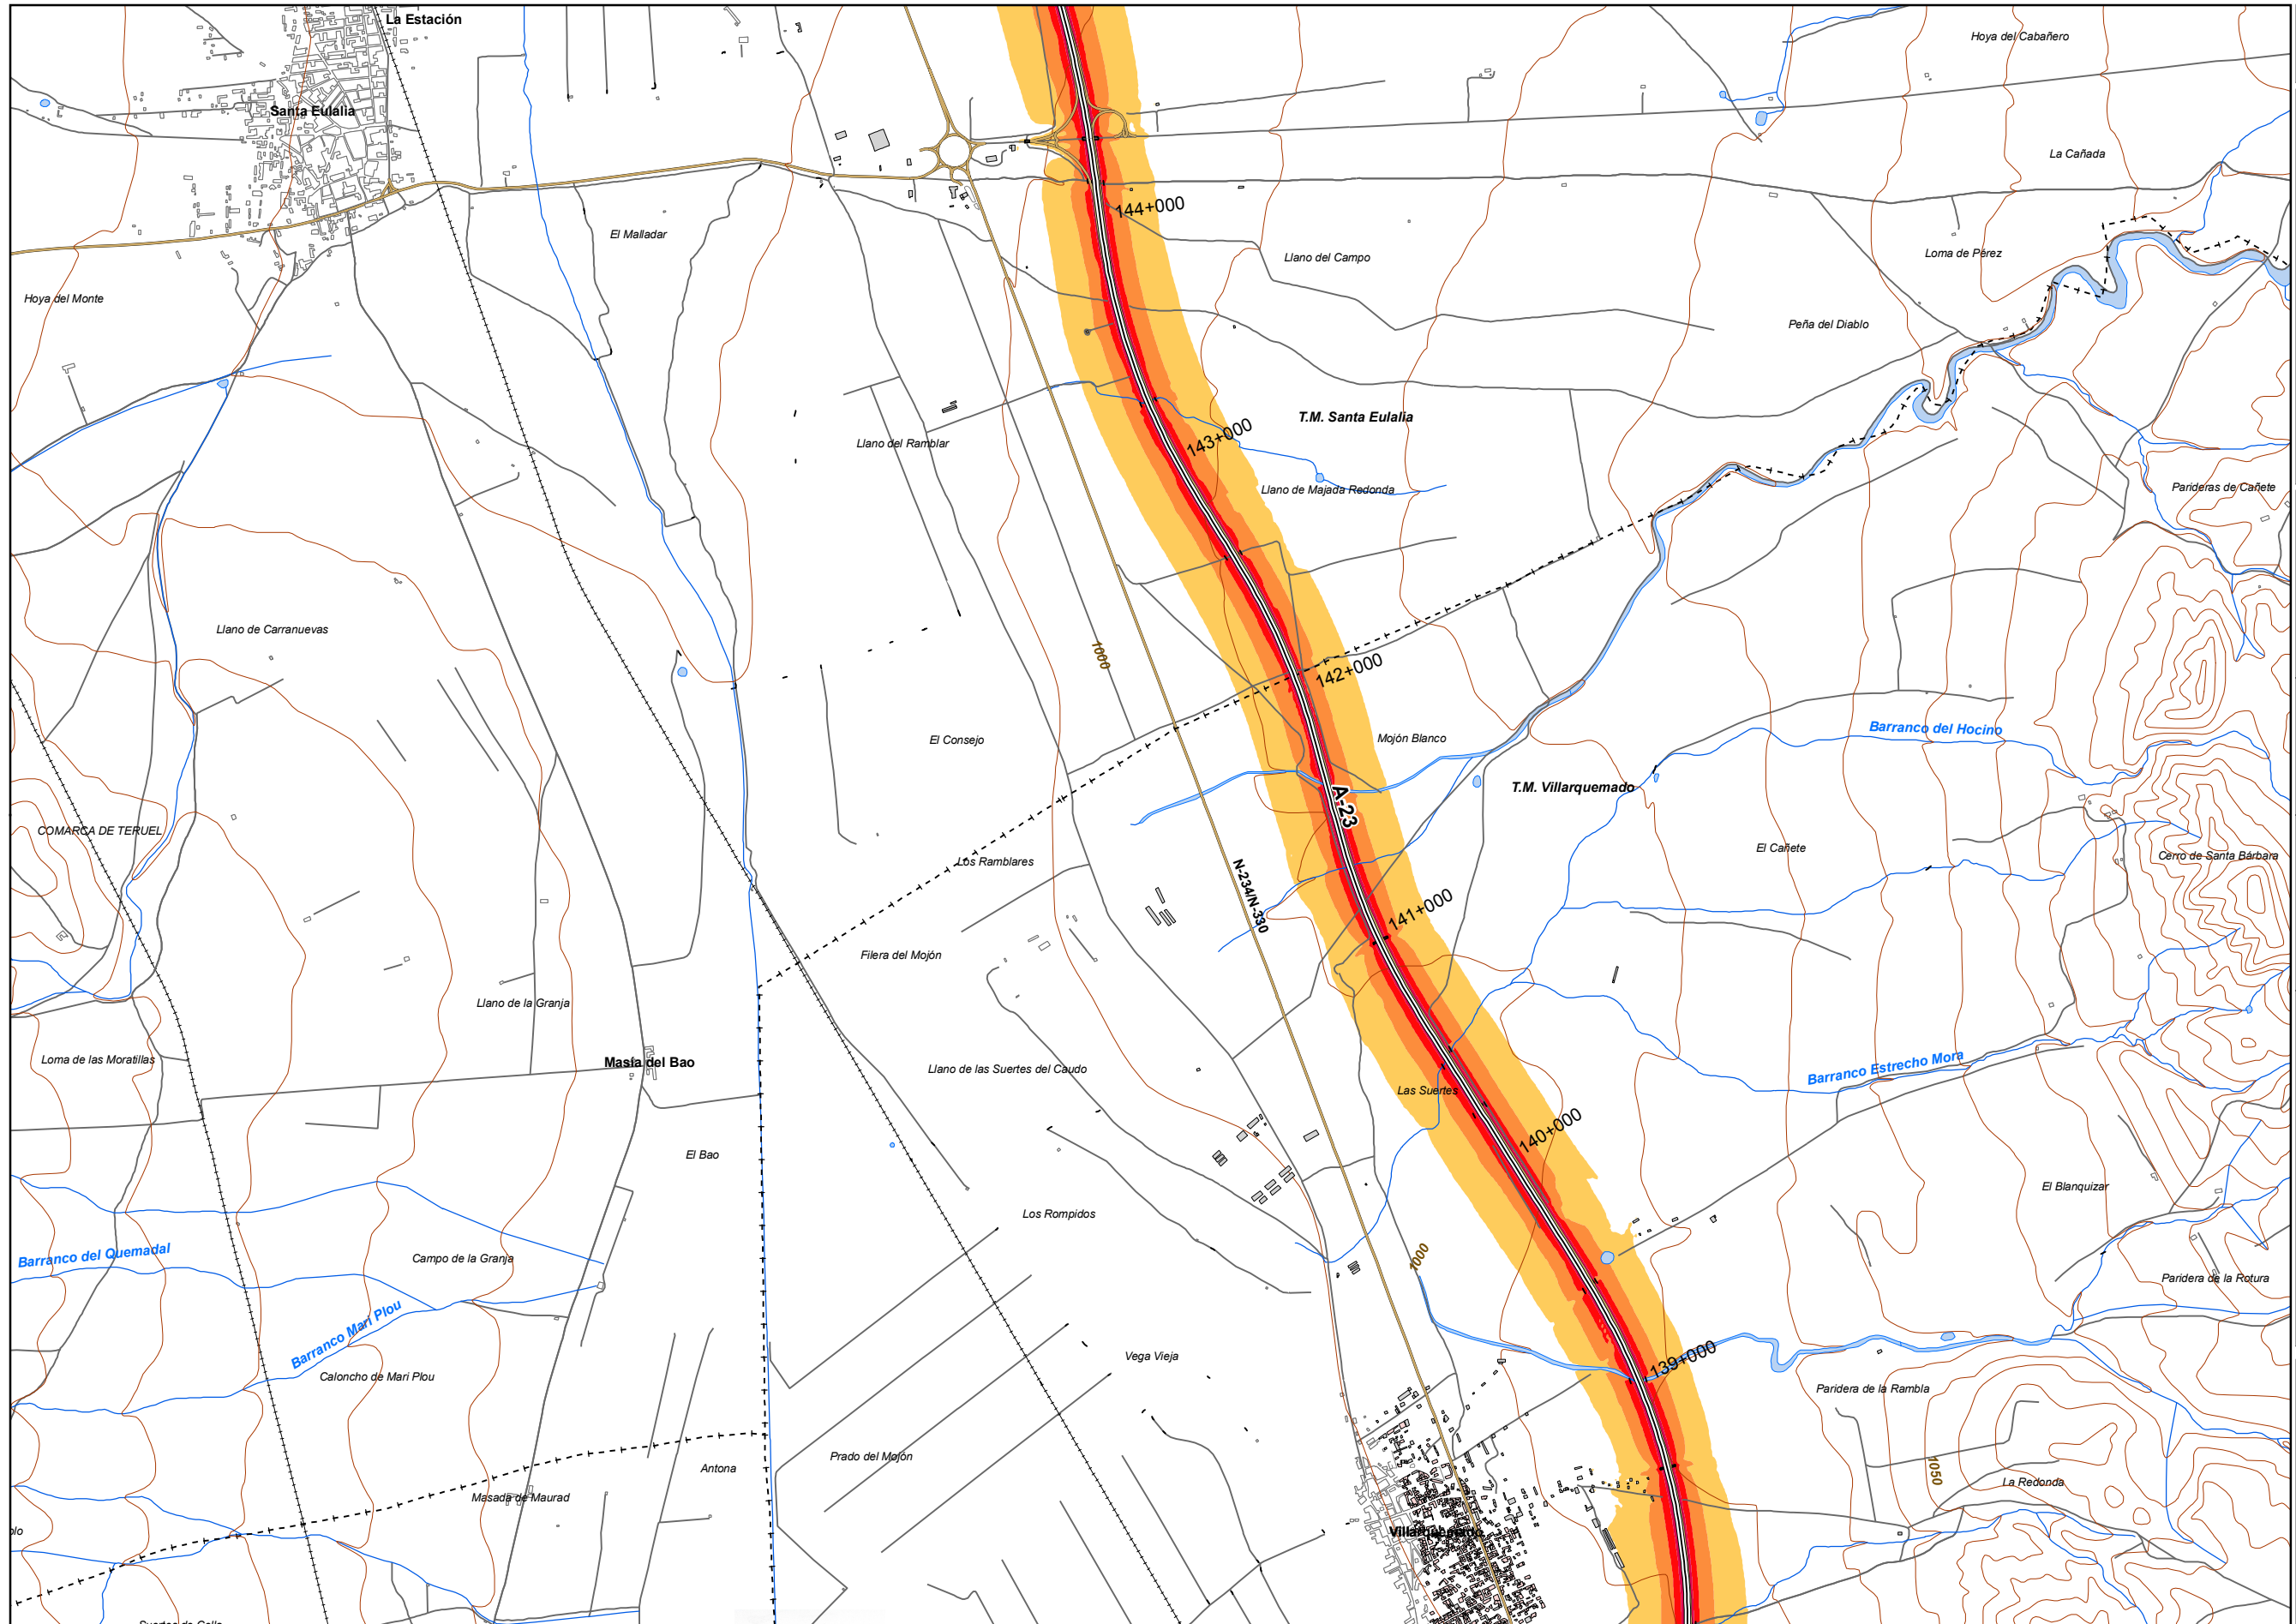 La Estación
Hoya del Cabañero
Santa Eulalia
La Cañada
144+000
El Malladar
Llano del Campo
Loma de Pérez
Hoya del Monte
Peña del Diablo
T.M. Santa Eulalia
143+000
Llano del Ramblar
Llano de Majada Redonda
Parideras de Cañete
Llano de Carranuevas
1000
142+000
Barranco del Hocino
El Consejo
Mojón Blanco
T.M. Villarquemado
A-23
COMARCA DE TERUEL
El Cañete
Cerro de Santa Bárbara
Los Ramblares
N-234/N-330
141+000
Filera del Mojón
Llano de la Granja
Loma de las Moratillas
Masía del Bao
Llano de las Suertes del Caudo
Barranco Estrecho Mora
Las Suertes
140+000
El Bao
El Blanquizar
Los Rompidos
Barranco del Quemadal
Campo de la Granja
1000
Paridera de la Rotura
Barranco Mari Plou
Vega Vieja
139+000
Caloncho de Mari Plou
Paridera de la Rambla
Prado del Mojón
Antona
1050
La Redonda
Masada de Maurad
Villarquemado